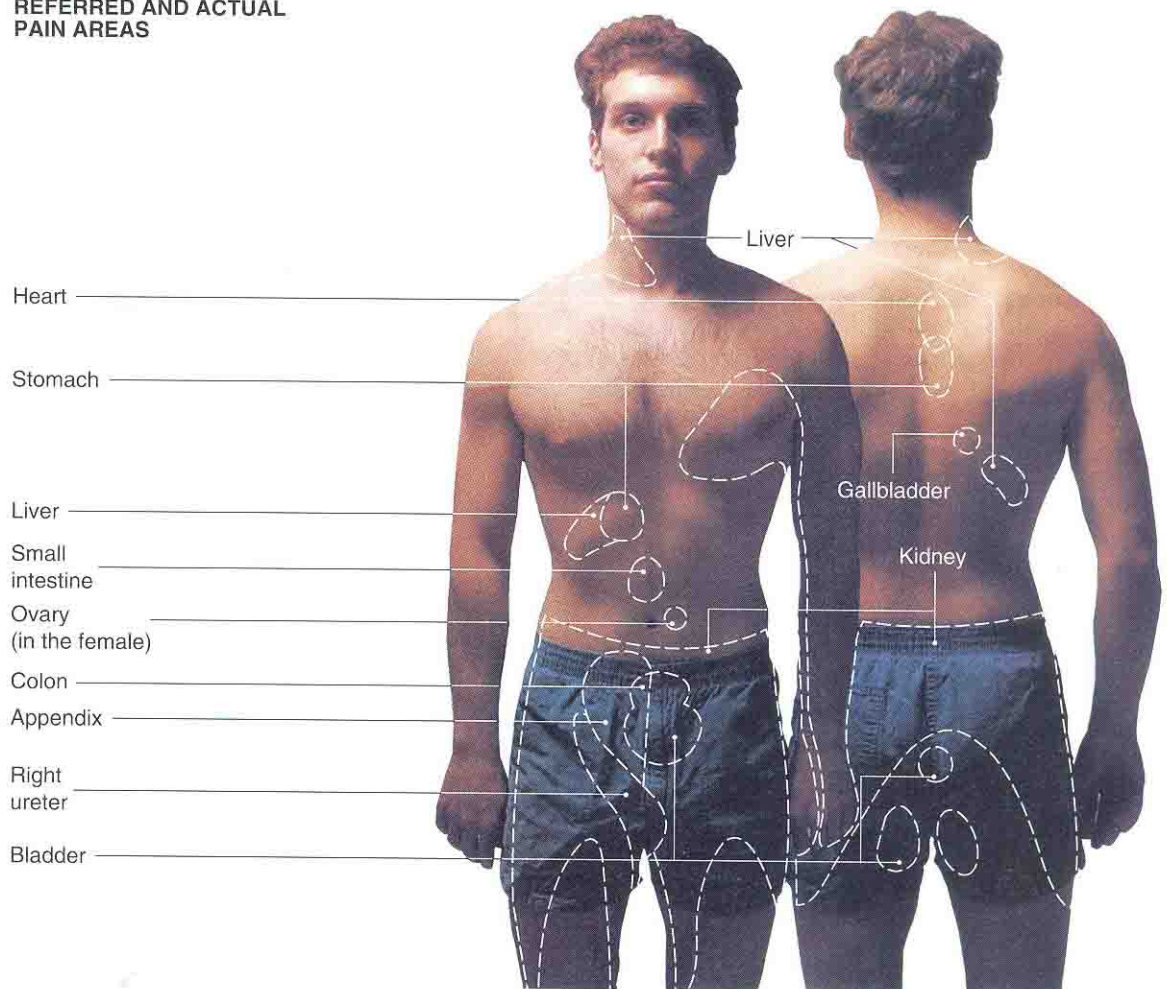 REFERRED AND ACTUAL
PAIN AREAS
Liver
Heart
Stomach
Gallbladder
Liver
Small
intestine
Kidney
Ovary
(in the female)
Colon
Appendix
Right
ureter
Bladder